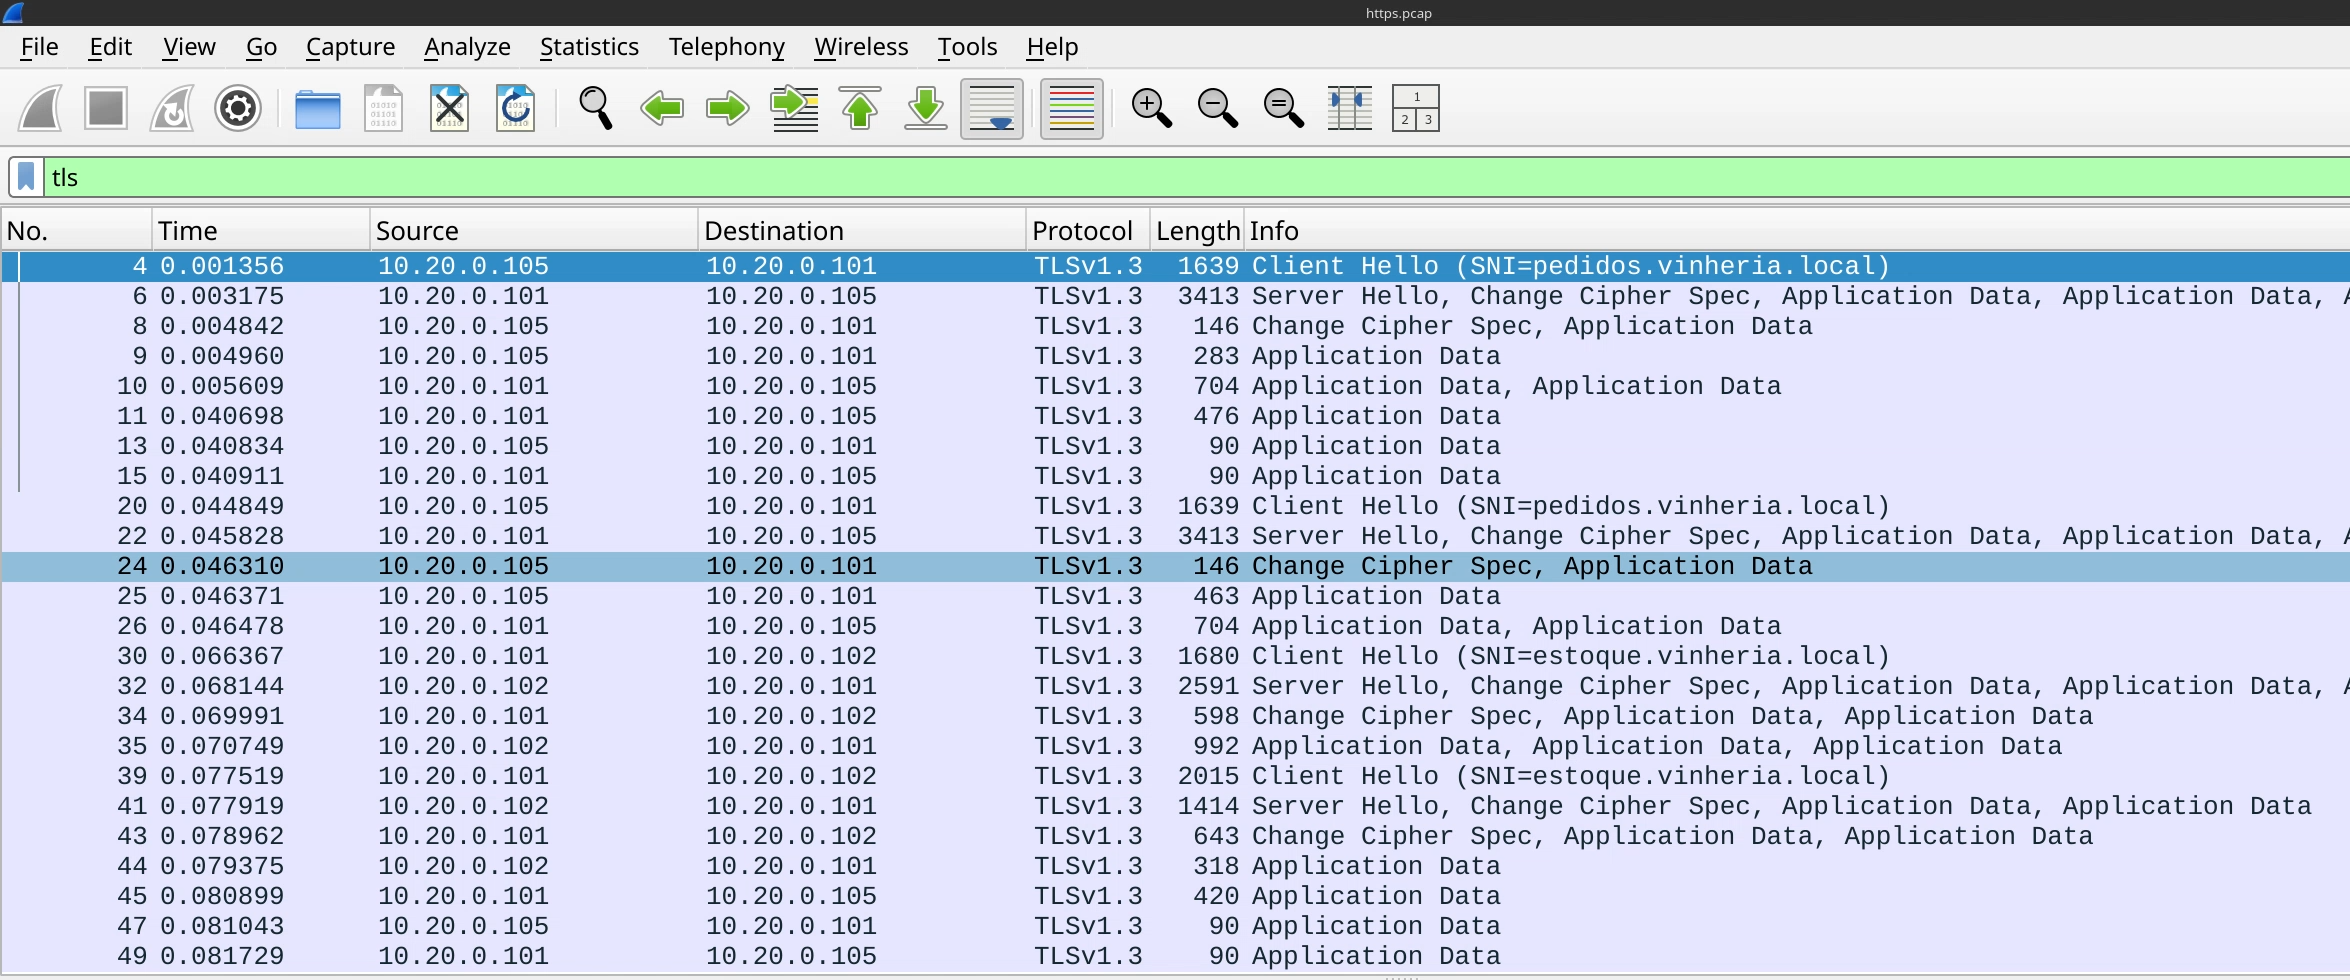 https.pcap
File Edit View Go Capture Analyze Statistics Telephony Wireless Tools Help
tls
No. Time Source Destination Protocol Length Info
4 0.001356 10.20.0.105 10.20.0.101 TLSv1.3 1639 Client Hello (SNI=pedidos.vinheria.local)
6 0.003175 10.20.0.101 10.20.0.105 TLSv1.3 3413 Server Hello, Change Cipher Spec, Application Data, Application Data,
8 0.004842 10.20.0.105 10.20.0.101 TLSv1.3 146 Change Cipher Spec, Application Data
9 0.004960 10.20.0.105 10.20.0.101 TLSv1.3 283 Application Data
10 0.005609 10.20.0.101 10.20.0.105 TLSv1.3 704 Application Data, Application Data
11 0.040698 10.20.0.101 10.20.0.105 TLSv1.3 476 Application Data
13 0.040834 10.20.0.105 10.20.0.101 TLSv1.3 90 Application Data
15 0.040911 10.20.0.101 10.20.0.105 TLSv1.3 90 Application Data
20 0.044849 10.20.0.105 10.20.0.101 TLSv1.3 1639 Client Hello (SNI=pedidos.vinheria.local)
22 0.045828 10.20.0.101 10.20.0.105 TLSv1.3 3413 Server Hello, Change Cipher Spec, Application Data, Application Data,
24 0.046310 10.20.0.105 10.20.0.101 TLSv1.3 146 Change Cipher Spec, Application Data
25 0.046371 10.20.0.105 10.20.0.101 TLSv1.3 463 Application Data
26 0.046478 10.20.0.101 10.20.0.105 TLSv1.3 704 Application Data, Application Data
30 0.066367 10.20.0.101 10.20.0.102 TLSv1.3 1680 Client Hello (SNI=estoque.vinheria.local)
32 0.068144 10.20.0.102 10.20.0.101 TLSv1.3 2591 Server Hello, Change Cipher Spec, Application Data, Application Data,
34 0.069991 10.20.0.101 10.20.0.102 TLSv1.3 598 Change Cipher Spec, Application Data, Application Data
35 0.070749 10.20.0.102 10.20.0.101 TLSv1.3 992 Application Data, Application Data, Application Data
39 0.077519 10.20.0.101 10.20.0.102 TLSv1.3 2015 Client Hello (SNI=estoque.vinheria.local)
41 0.077919 10.20.0.102 10.20.0.101 TLSv1.3 1414 Server Hello, Change Cipher Spec, Application Data, Application Data
43 0.078962 10.20.0.101 10.20.0.102 TLSv1.3 643 Change Cipher Spec, Application Data, Application Data
44 0.079375 10.20.0.102 10.20.0.101 TLSv1.3 318 Application Data
45 0.080899 10.20.0.101 10.20.0.105 TLSv1.3 420 Application Data
47 0.081043 10.20.0.105 10.20.0.101 TLSv1.3 90 Application Data
49 0.081729 10.20.0.101 10.20.0.105 TLSv1.3 90 Application Data